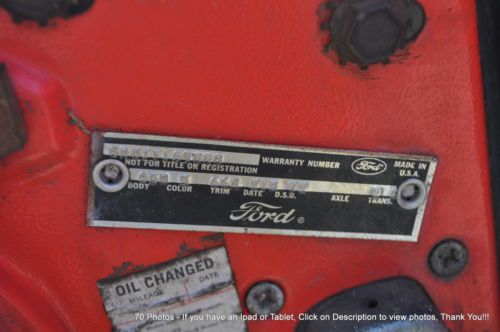 NOT FOR TITLE OR REGISTRATION
WARRANTY NUMBER
Ford
MADE IN
U.S.A.
BODY COLOR TRIM DATE D.S.O. AXLE TRANS.
Ford ®
OIL CHANGED
MILEAGE DATE
70 Photos - If you have an Ipad or Tablet, Click on Description to view photos, Thank You!!!